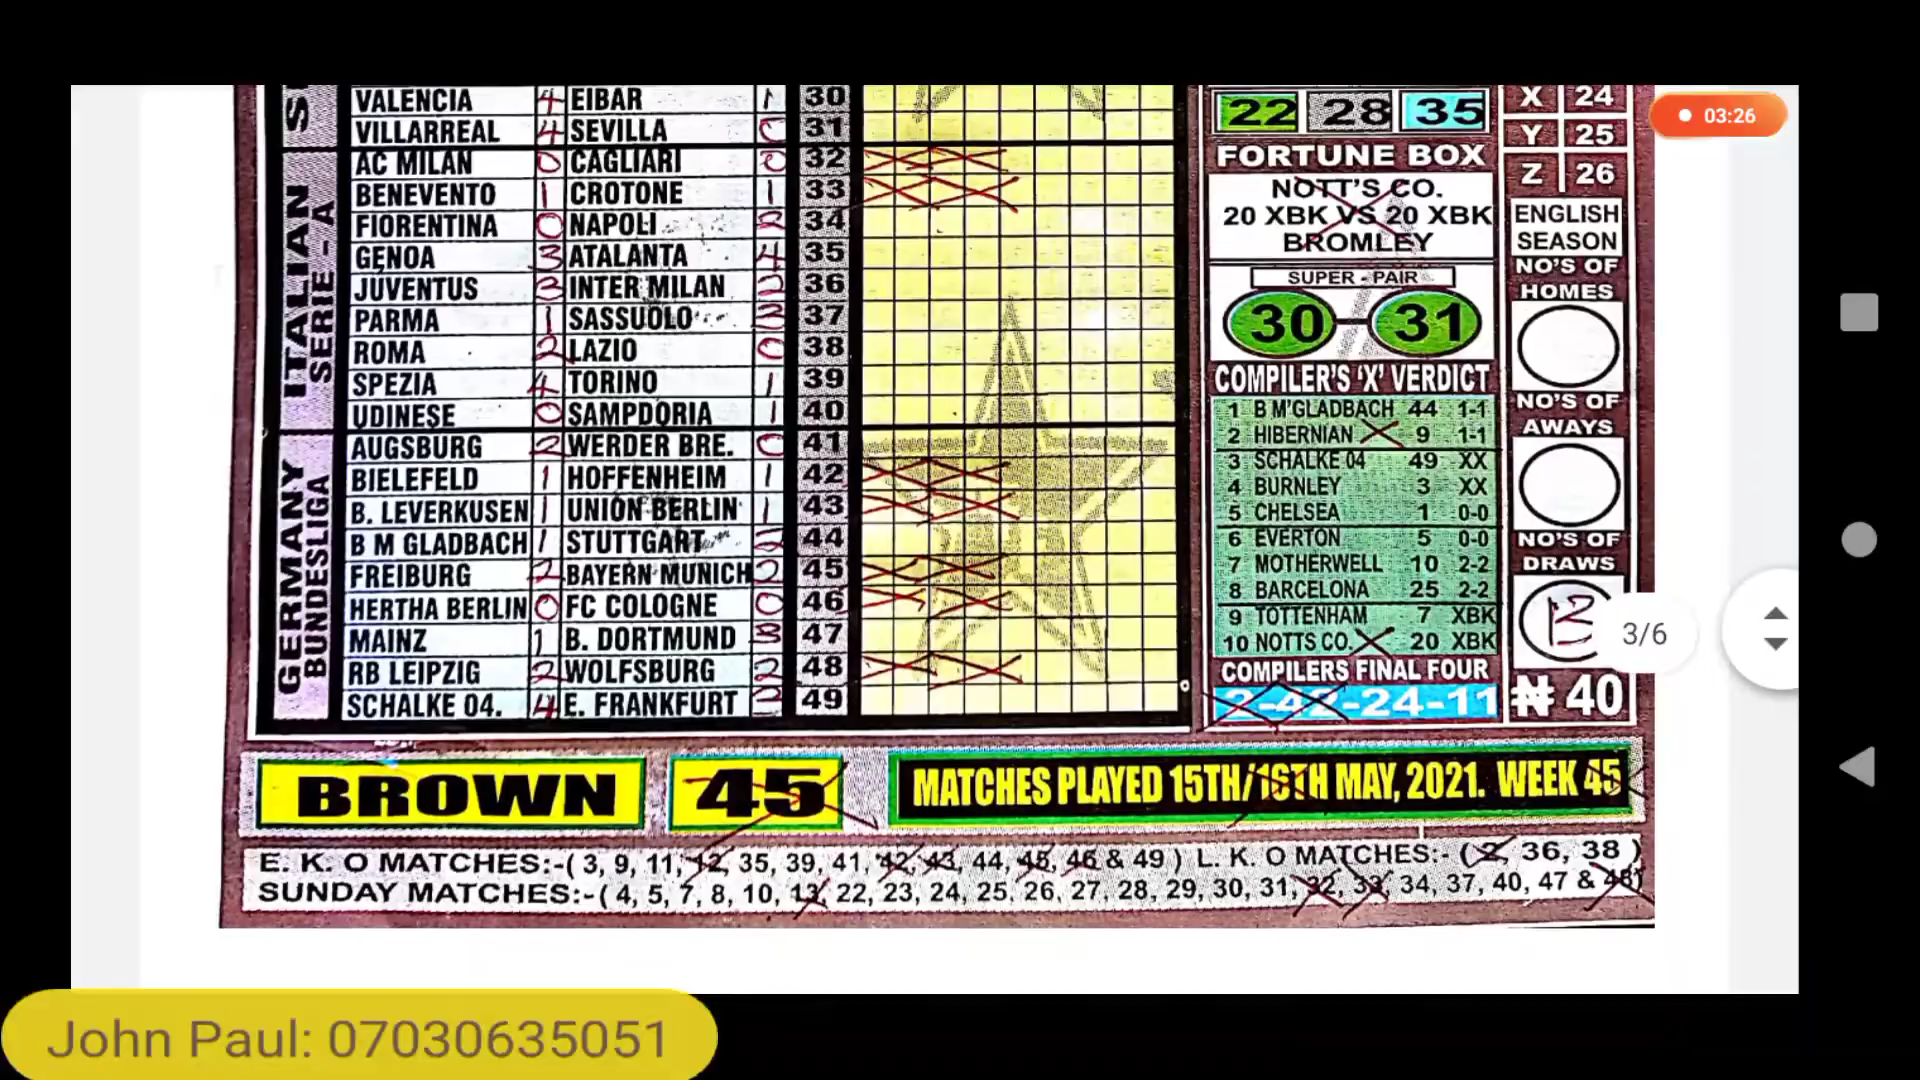 VALENCIA 4 EIBAR 1 30
VILLARREAL 4 SEVILLA 0 31
AC MILAN 0 CAGLIARI 0 32
BENEVENTO 1 CROTONE 1 33
FIORENTINA 0 NAPOLI 2 34
GENOA 3 ATALANTA 4 35
JUVENTUS 3 INTER MILAN 2 36
PARMA 1 SASSUOLO 3 37
ROMA 2 LAZIO 0 38
SPEZIA 4 TORINO 1 39
UDINESE 0 SAMPDORIA 1 40
AUGSBURG 2 WERDER BRE. 0 41
BIELEFELD 1 HOFFENHEIM 1 42
B. LEVERKUSEN 1 UNION BERLIN 1 43
B M GLADBACH 1 STUTTGART 2 44
FREIBURG 2 BAYERN MUNICH 2 45
HERTHA BERLIN 0 FC COLOGNE 0 46
MAINZ 1 B. DORTMUND 3 47
RB LEIPZIG 2 WOLFSBURG 2 48
SCHALKE 04. 4 E. FRANKFURT 3 49
ITALIAN
SERIE - A
GERMANY
BUNDESLIGA
22 28 35
FORTUNE BOX
NOTT'S CO.
20 XBK VS 20 XBK
BROMLEY
SUPER - PAIR
30 - 31
COMPILER'S 'X' VERDICT
1 B M'GLADBACH 44 1-1
2 HIBERNIAN 9 1-1
3 SCHALKE 04 49 XX
4 BURNLEY 3 XX
5 CHELSEA 1 0-0
6 EVERTON 5 0-0
7 MOTHERWELL 10 2-2
8 BARCELONA 25 2-2
9 TOTTENHAM 7 XBK
10 NOTTS CO. 20 XBK
COMPILERS FINAL FOUR
2-42-24-11
X 24
Y 25
Z 26
ENGLISH
SEASON
NO'S OF
HOMES
NO'S OF
AWAYS
NO'S OF
DRAWS
13
₦ 40
03:26
3/6
BROWN 45 MATCHES PLAYED 15TH/16TH MAY, 2021. WEEK 45
E. K. O MATCHES:-( 3, 9, 11, 12, 35, 39, 41, 42, 43, 44, 45, 46 & 49 ) L. K. O MATCHES:- ( 2, 36, 38 )
SUNDAY MATCHES:-( 4, 5, 7, 8, 10, 13, 22, 23, 24, 25, 26, 27, 28, 29, 30, 31, 32, 33, 34, 37, 40, 47 & 48)
John Paul: 07030635051